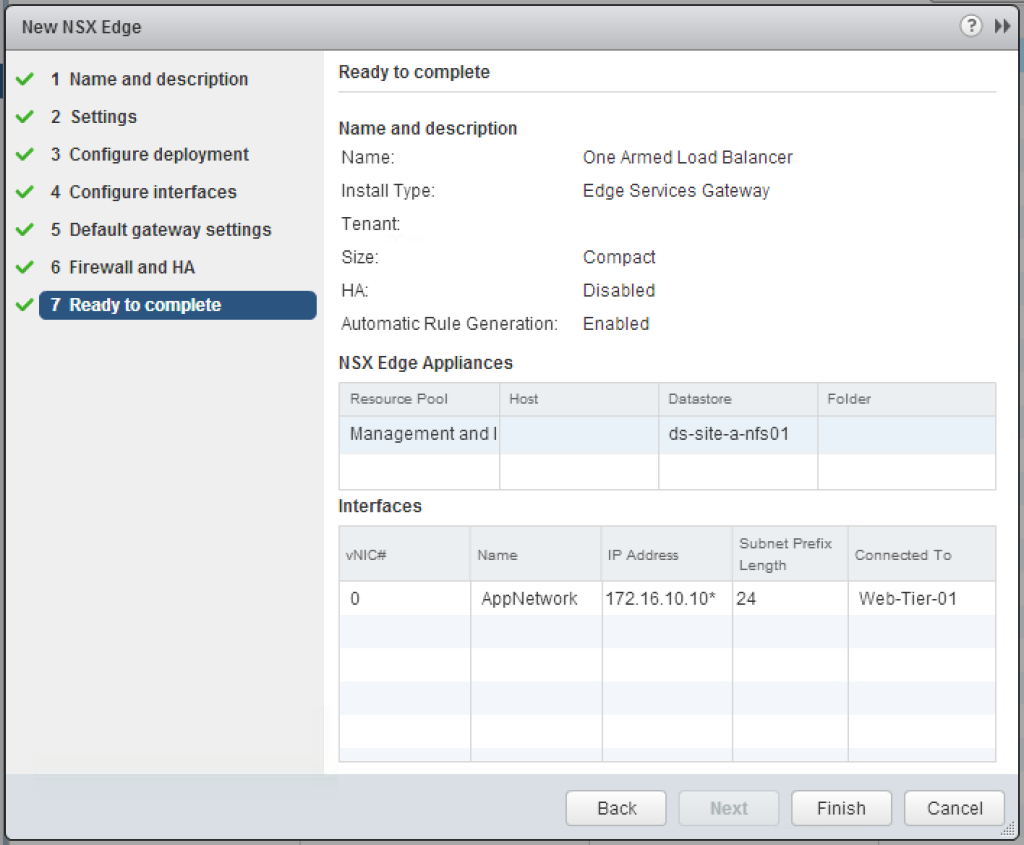 New NSX Edge
?
1 Name and description
2 Settings
3 Configure deployment
4 Configure interfaces
5 Default gateway settings
6 Firewall and HA
7 Ready to complete
Ready to complete
Name and description
Name: One Armed Load Balancer
Install Type: Edge Services Gateway
Tenant:
Size: Compact
HA: Disabled
Automatic Rule Generation: Enabled
NSX Edge Appliances
Resource Pool Host Datastore Folder
Management and ds-site-a-nfs01
Interfaces
vNIC# Name IP Address Subnet Prefix Length Connected To
0 AppNetwork 172.16.10.10* 24 Web-Tier-01
Back Next Finish Cancel